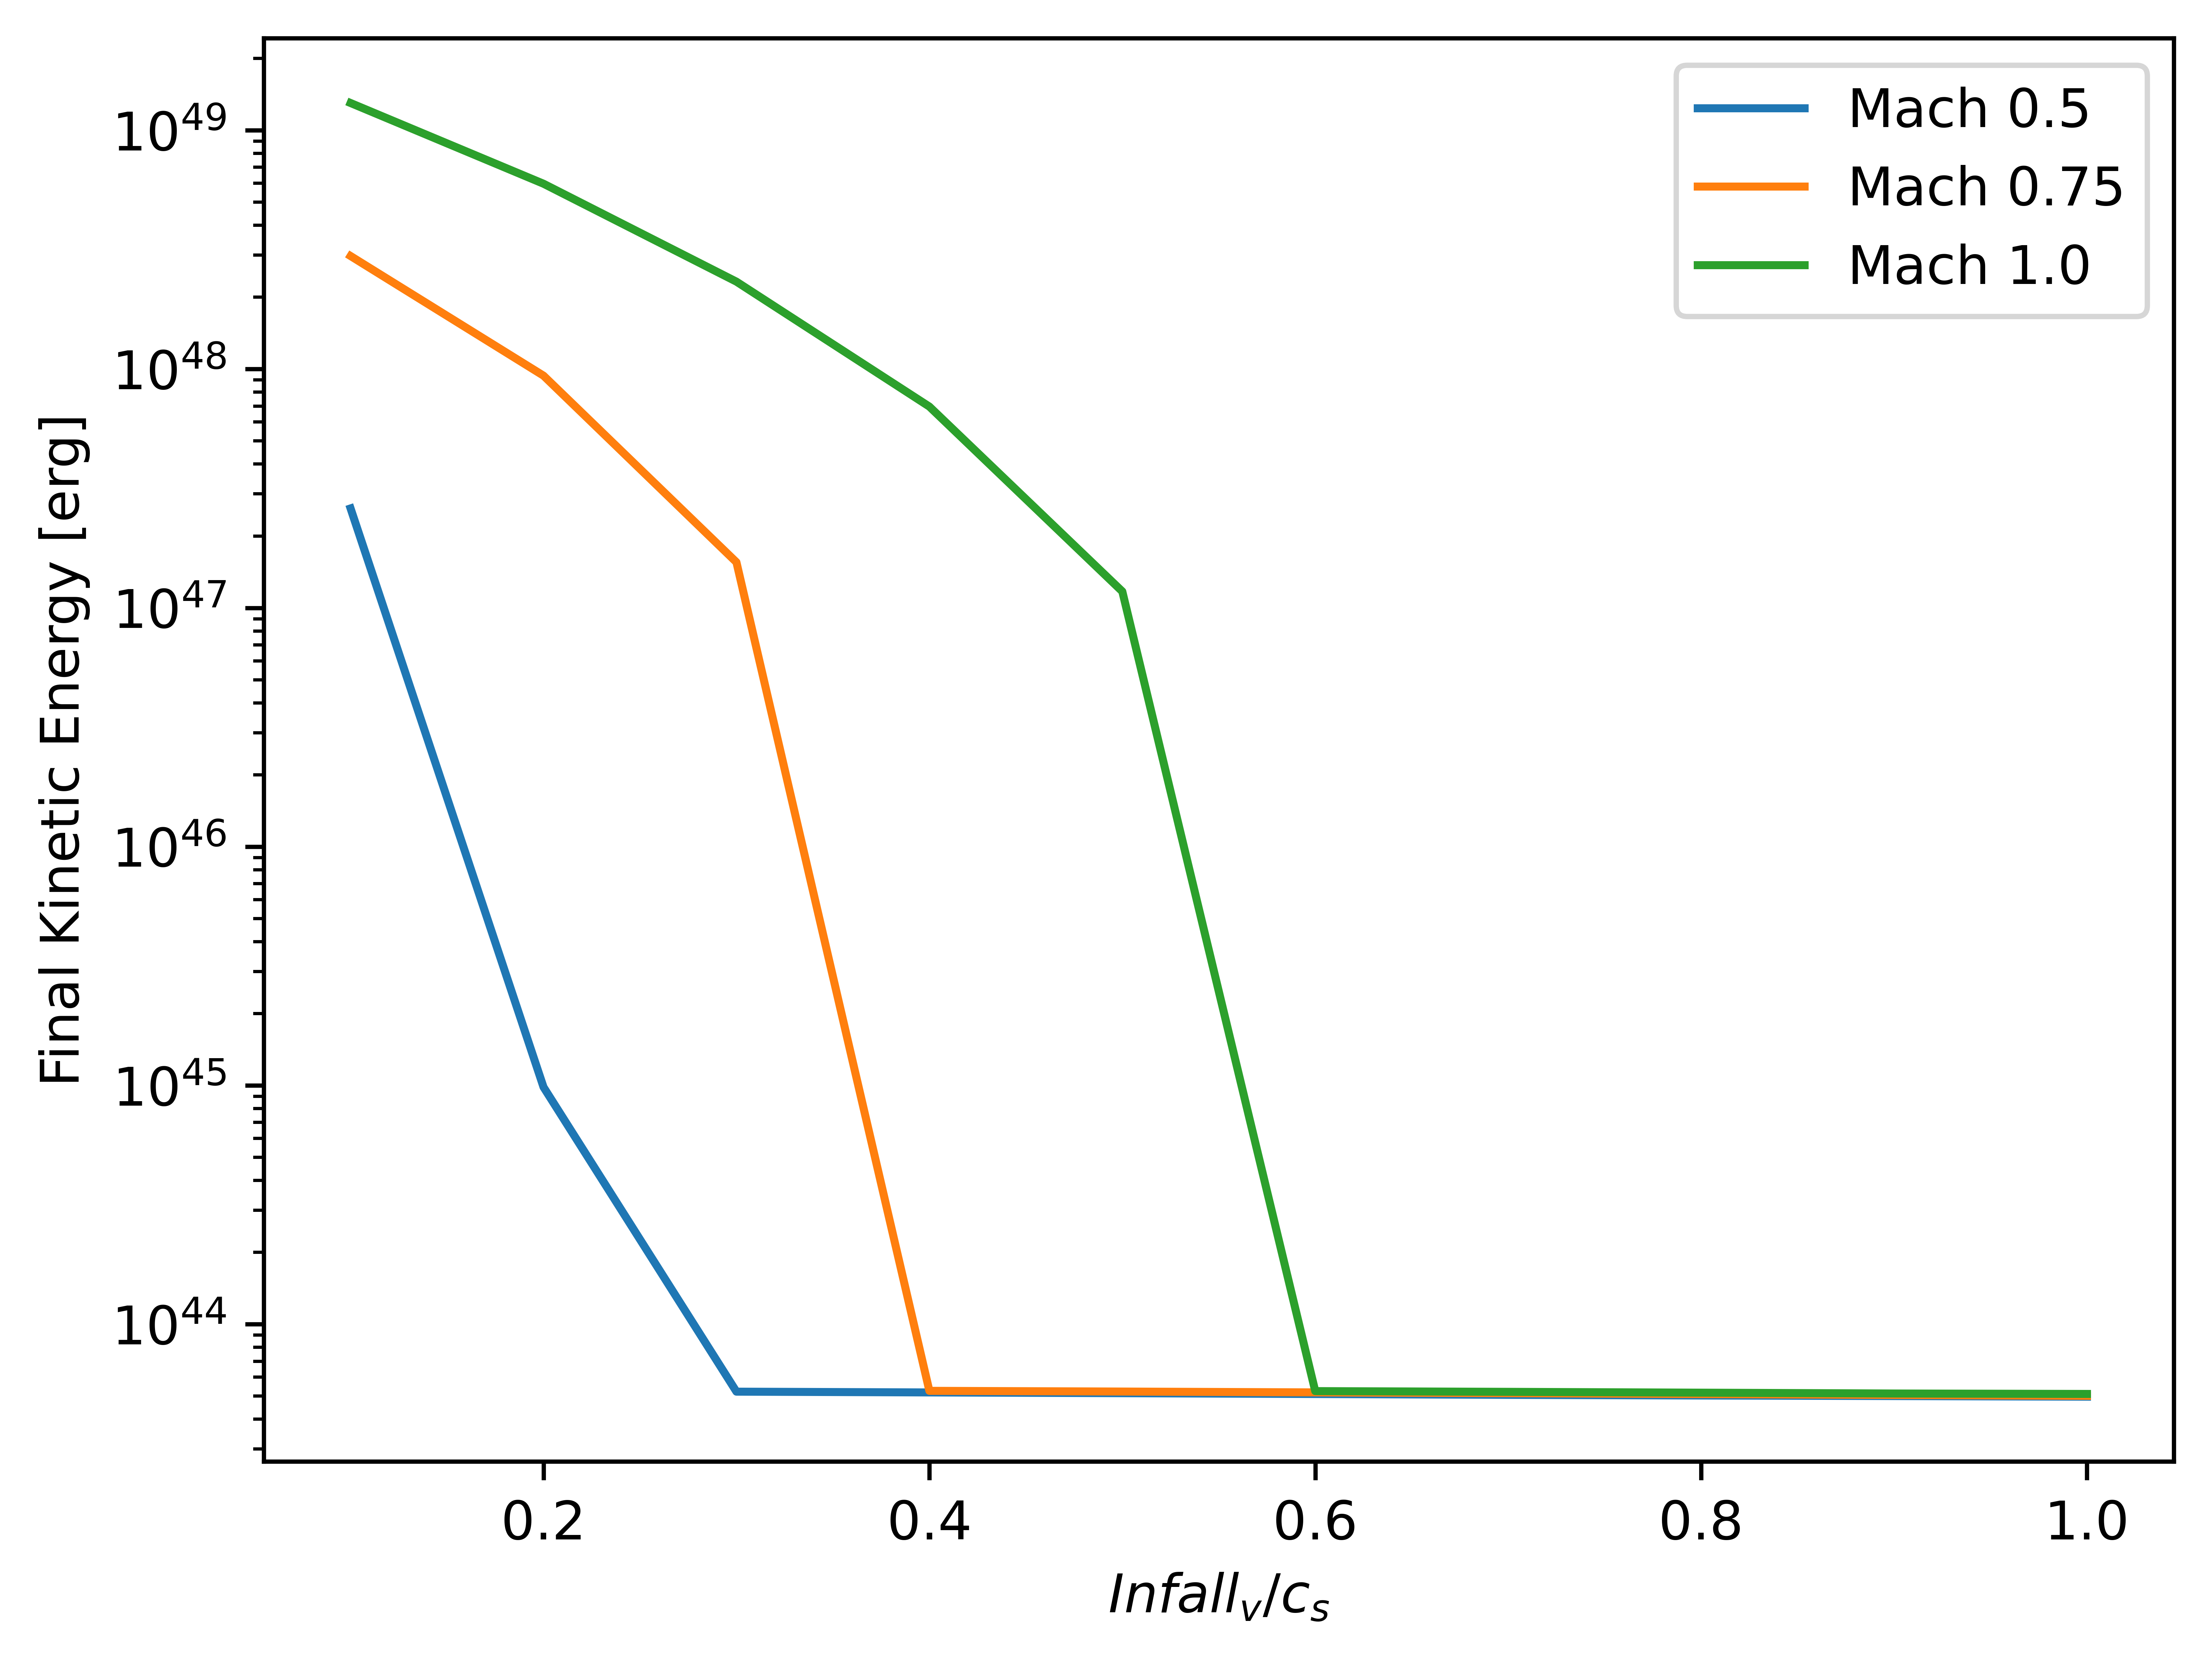 Final Kinetic Energy [erg]
10^49
10^48
10^47
10^46
10^45
10^44
Mach 0.5
Mach 0.75
Mach 1.0
0.2 0.4 0.6 0.8 1.0
Infall_v/c_s